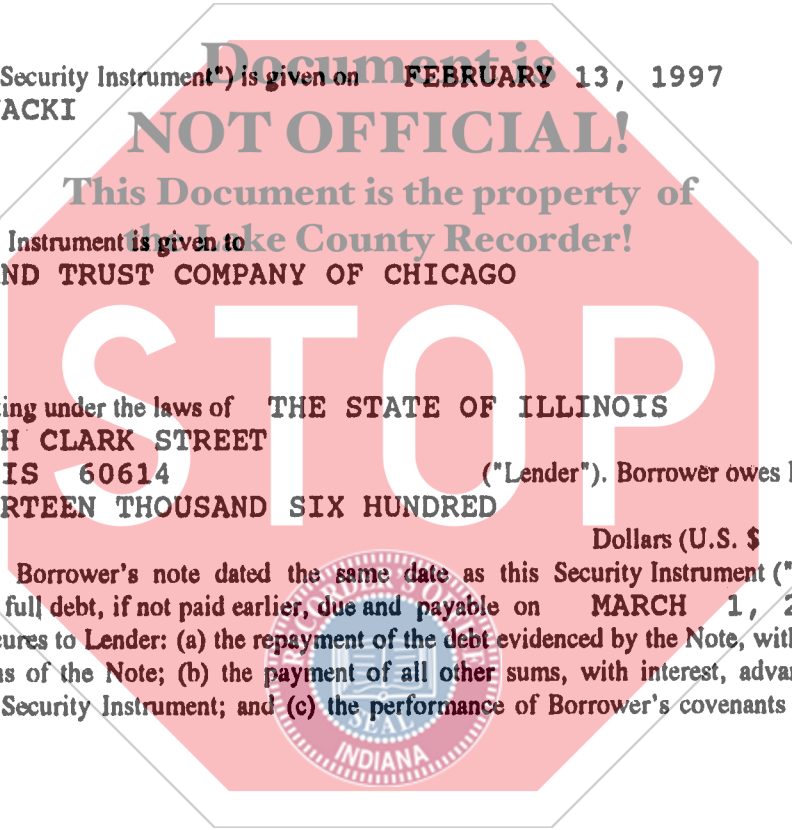 Document is
Security Instrument") is given on FEBRUARY 13, 1997
ACKI
NOT OFFICIAL!
This Document is the property of
the Lake County Recorder!
Instrument is given to
ND TRUST COMPANY OF CHICAGO
STOP
ing under the laws of THE STATE OF ILLINOIS
H CLARK STREET
IS 60614 ("Lender"). Borrower owes
RTEEN THOUSAND SIX HUNDRED
Dollars (U.S. $
Borrower's note dated the same date as this Security Instrument ("
full debt, if not paid earlier, due and payable on MARCH 1, 2
ures to Lender: (a) the repayment of the debt evidenced by the Note, with
s of the Note; (b) the payment of all other sums, with interest, advan
Security Instrument; and (c) the performance of Borrower's covenants
RECORDER'S OFFICE
SEAL
INDIANA